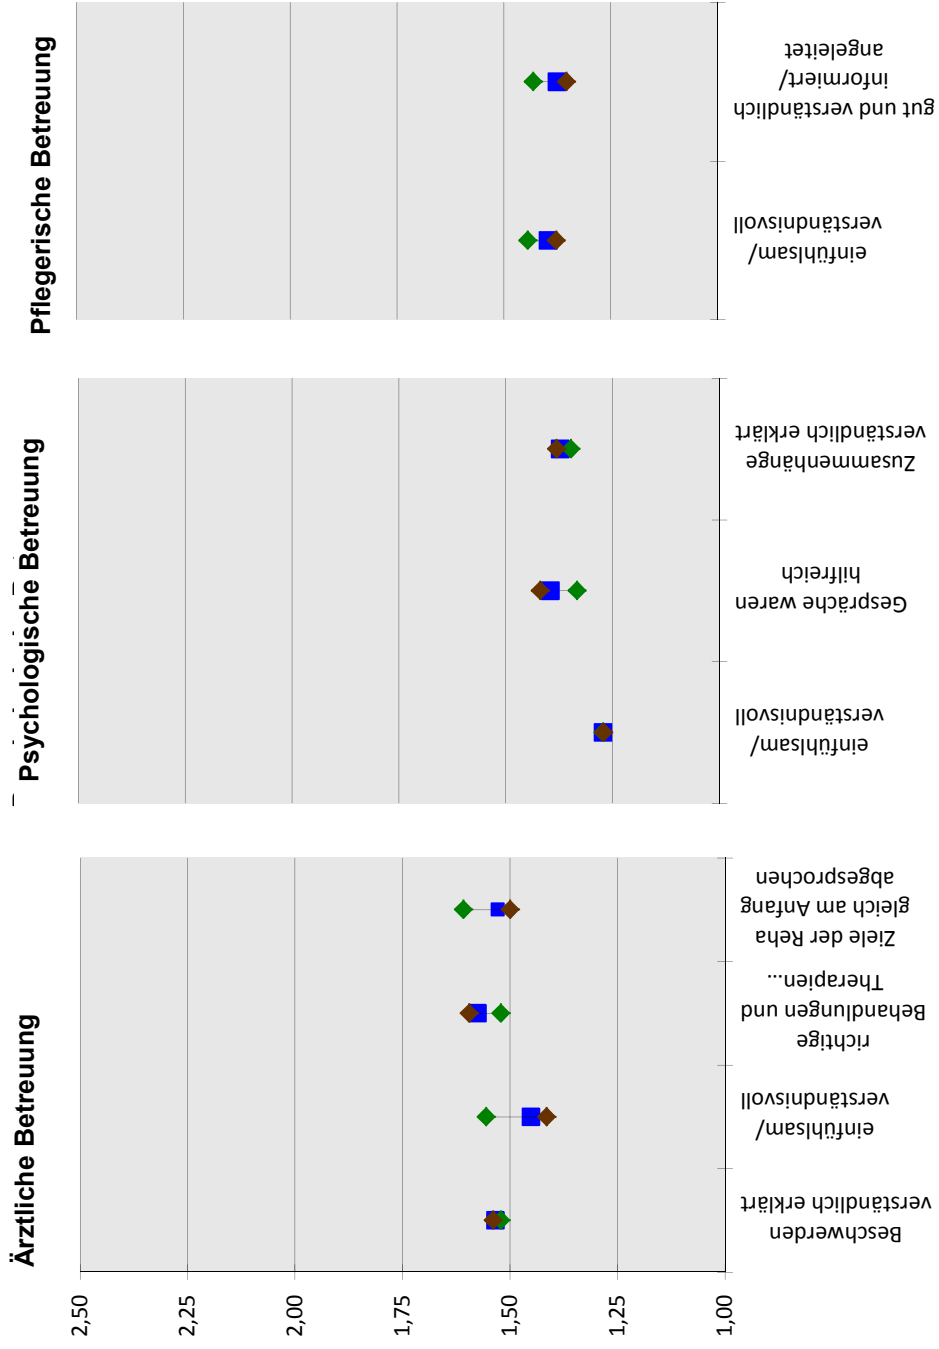 Ärztliche Betreuung
2,50
2,25
2,00
1,75
1,50
1,25
1,00
Beschwerden
verständlich erklärt
einfühlsam/
verständnisvoll
richtige
Behandlungen und
Therapien...
Ziele der Reha
gleich am Anfang
abgesprochen
Psychologische Betreuung
einfühlsam/
verständnisvoll
Gespräche waren
hilfreich
Zusammenhänge
verständlich erklärt
Pflegerische Betreuung
einfühlsam/
verständnisvoll
gut und verständlich
informiert/
angeleitet